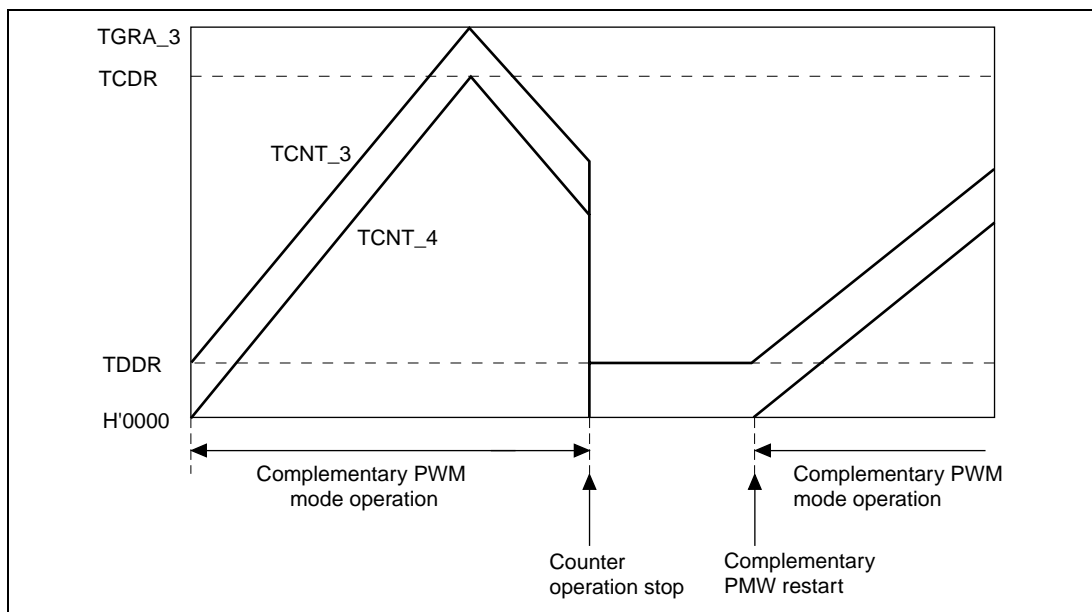 TGRA_3
TCDR
TCNT_3
TCNT_4
TDDR
H'0000
Complementary PWM
mode operation
Complementary PWM
mode operation
Counter
operation stop
Complementary
PMW restart